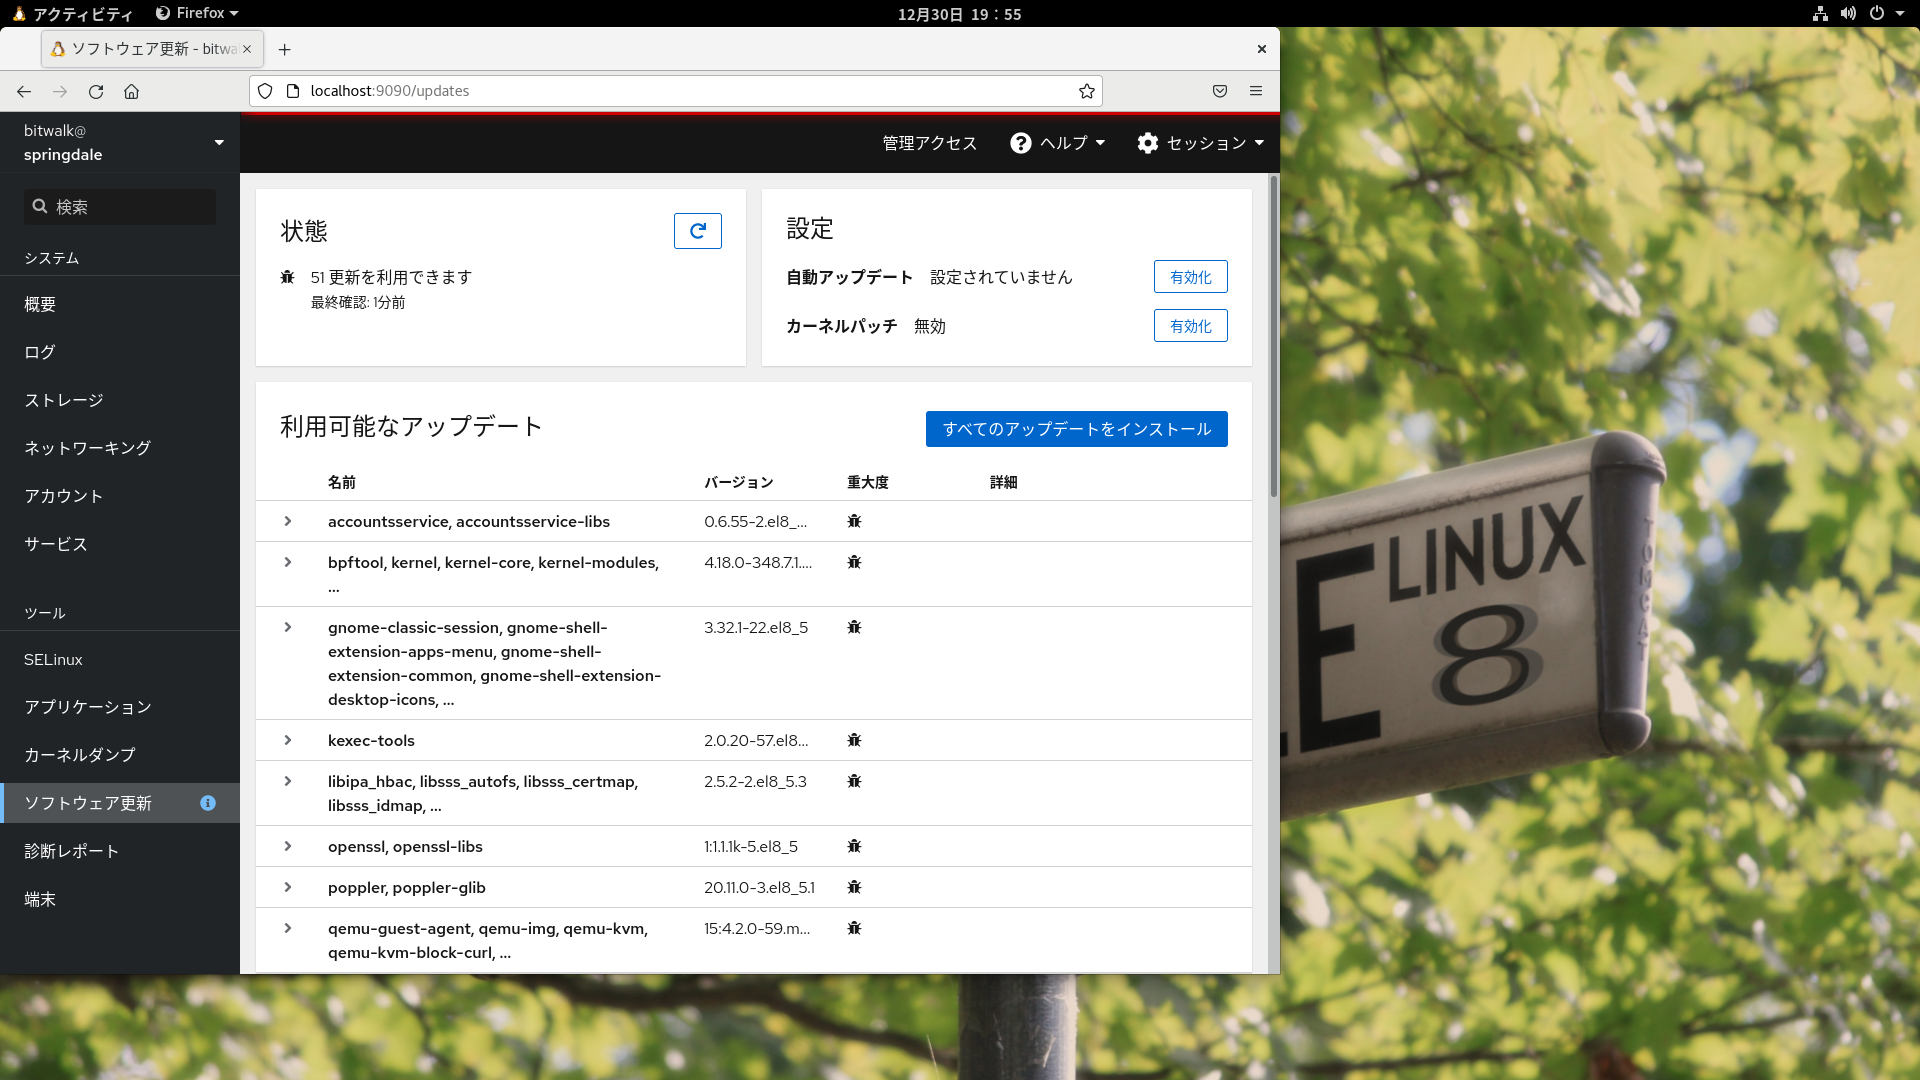 アクティビティ Firefox 12月30日 19：55
ソフトウェア更新 - bitwa
localhost:9090/updates
bitwalk@
springdale
管理アクセス ヘルプ セッション
検索
システム
概要
ログ
ストレージ
ネットワーキング
アカウント
サービス
ツール
SELinux
アプリケーション
カーネルダンプ
ソフトウェア更新
診断レポート
端末
状態
51 更新を利用できます
最終確認: 1分前
設定
自動アップデート 設定されていません 有効化
カーネルパッチ 無効 有効化
利用可能なアップデート すべてのアップデートをインストール
名前 バージョン 重大度 詳細
accountsservice, accountsservice-libs 0.6.55-2.el8_...
bpftool, kernel, kernel-core, kernel-modules, 4.18.0-348.7.1....
...
gnome-classic-session, gnome-shell- 3.32.1-22.el8_5
extension-apps-menu, gnome-shell-
extension-common, gnome-shell-extension-
desktop-icons, ...
kexec-tools 2.0.20-57.el8...
libipa_hbac, libsss_autofs, libsss_certmap, 2.5.2-2.el8_5.3
libsss_idmap, ...
openssl, openssl-libs 1:1.1.1k-5.el8_5
poppler, poppler-glib 20.11.0-3.el8_5.1
qemu-guest-agent, qemu-img, qemu-kvm, 15:4.2.0-59.m...
qemu-kvm-block-curl, ...
E LINUX
8
TOMCAT